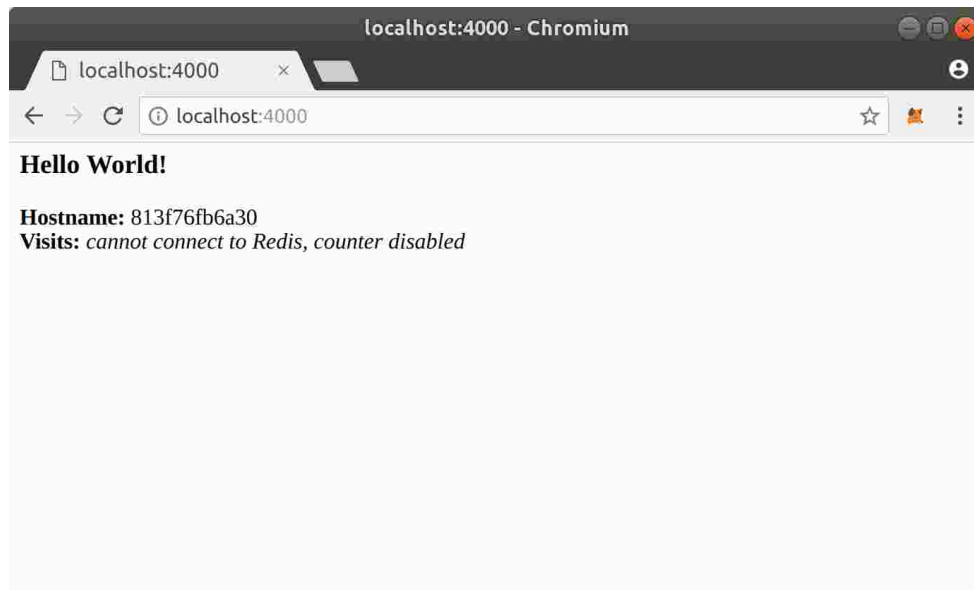 localhost:4000 - Chromium
localhost:4000
localhost:4000
Hello World!
Hostname: 813f76fb6a30
Visits: cannot connect to Redis, counter disabled